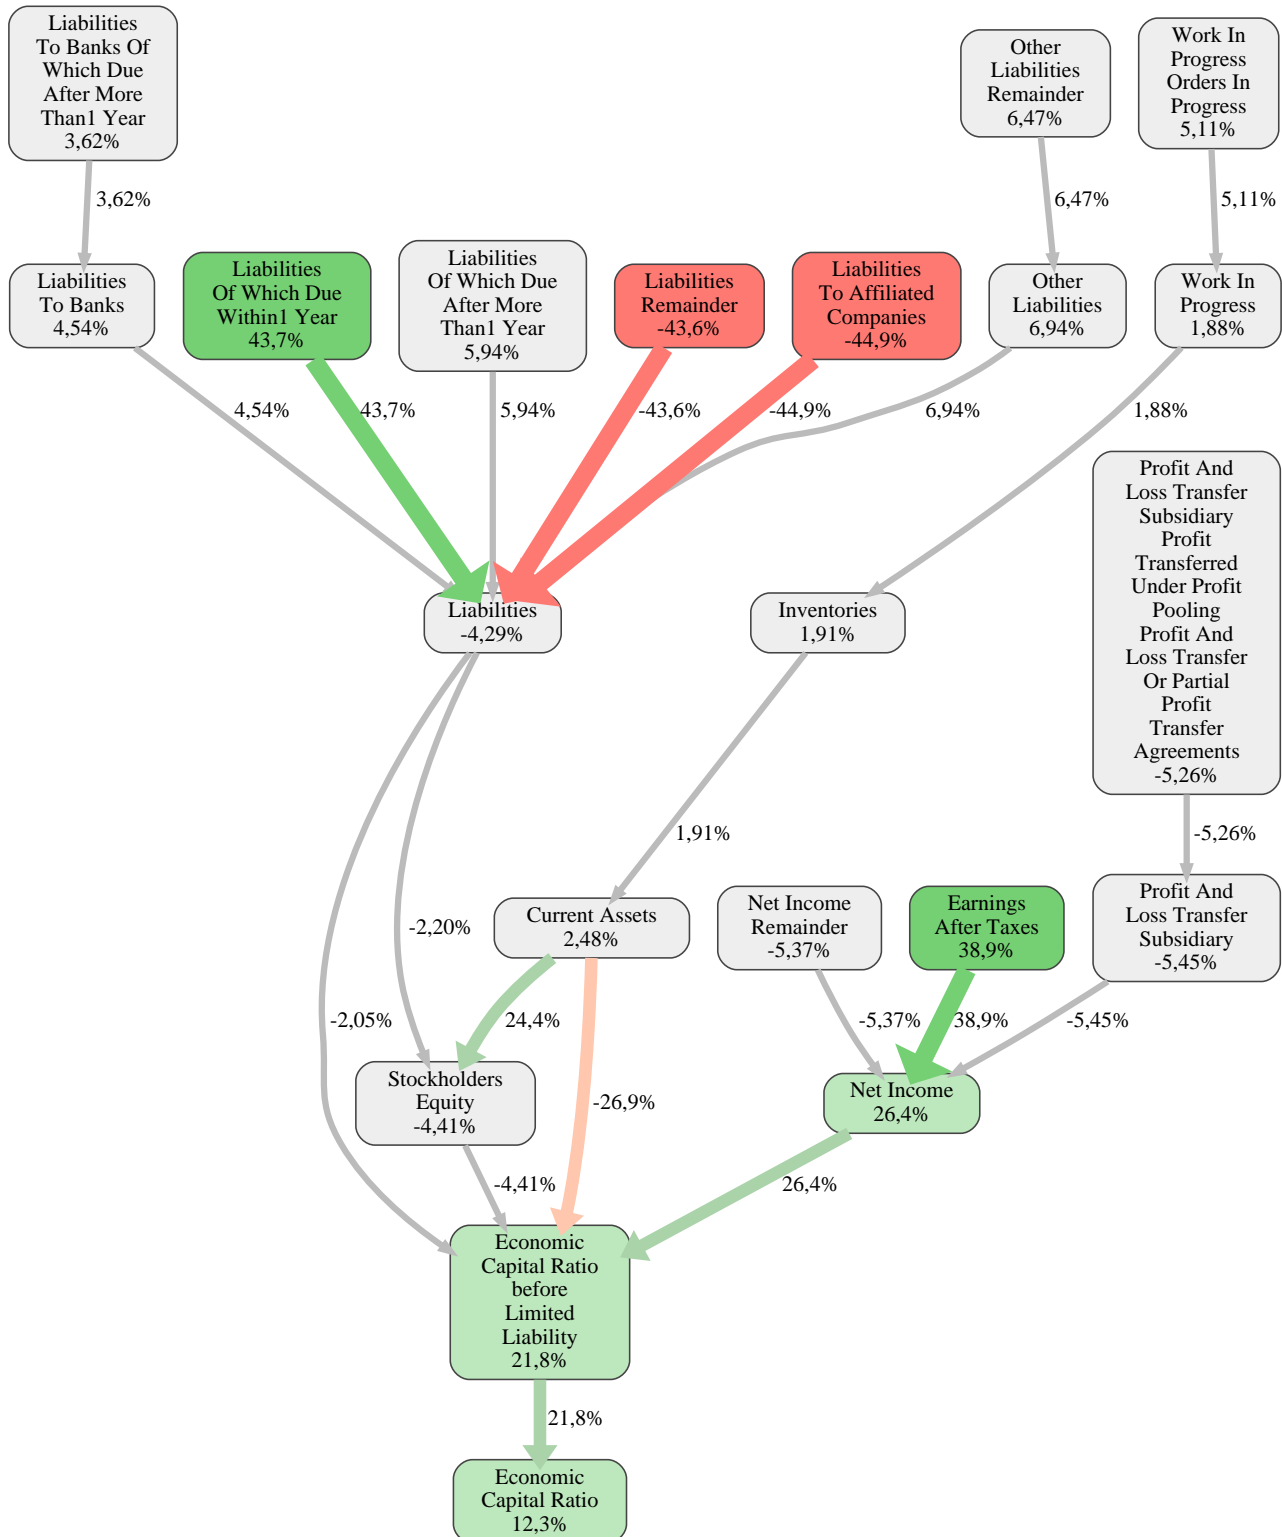 Liabilities
To Banks Of
Which Due
After More
Than1 Year
3,62%
Other
Liabilities
Remainder
6,47%
Work In
Progress
Orders In
Progress
5,11%
3,62%
6,47%
5,11%
Liabilities
To Banks
4,54%
Liabilities
Of Which Due
Within1 Year
43,7%
Liabilities
Of Which Due
After More
Than1 Year
5,94%
Liabilities
Remainder
-43,6%
Liabilities
To Affiliated
Companies
-44,9%
Other
Liabilities
6,94%
Work In
Progress
1,88%
4,54%
43,7%
5,94%
-43,6%
-44,9%
6,94%
1,88%
Profit And
Loss Transfer
Subsidiary
Profit
Transferred
Under Profit
Pooling
Profit And
Loss Transfer
Or Partial
Profit
Transfer
Agreements
-5,26%
Liabilities
-4,29%
Inventories
1,91%
1,91%
-5,26%
Current Assets
2,48%
Net Income
Remainder
-5,37%
Earnings
After Taxes
38,9%
Profit And
Loss Transfer
Subsidiary
-5,45%
-2,20%
-2,05%
24,4%
-5,37%
38,9%
-5,45%
Stockholders
Equity
-4,41%
-26,9%
Net Income
26,4%
-4,41%
26,4%
Economic
Capital Ratio
before
Limited
Liability
21,8%
21,8%
Economic
Capital Ratio
12,3%